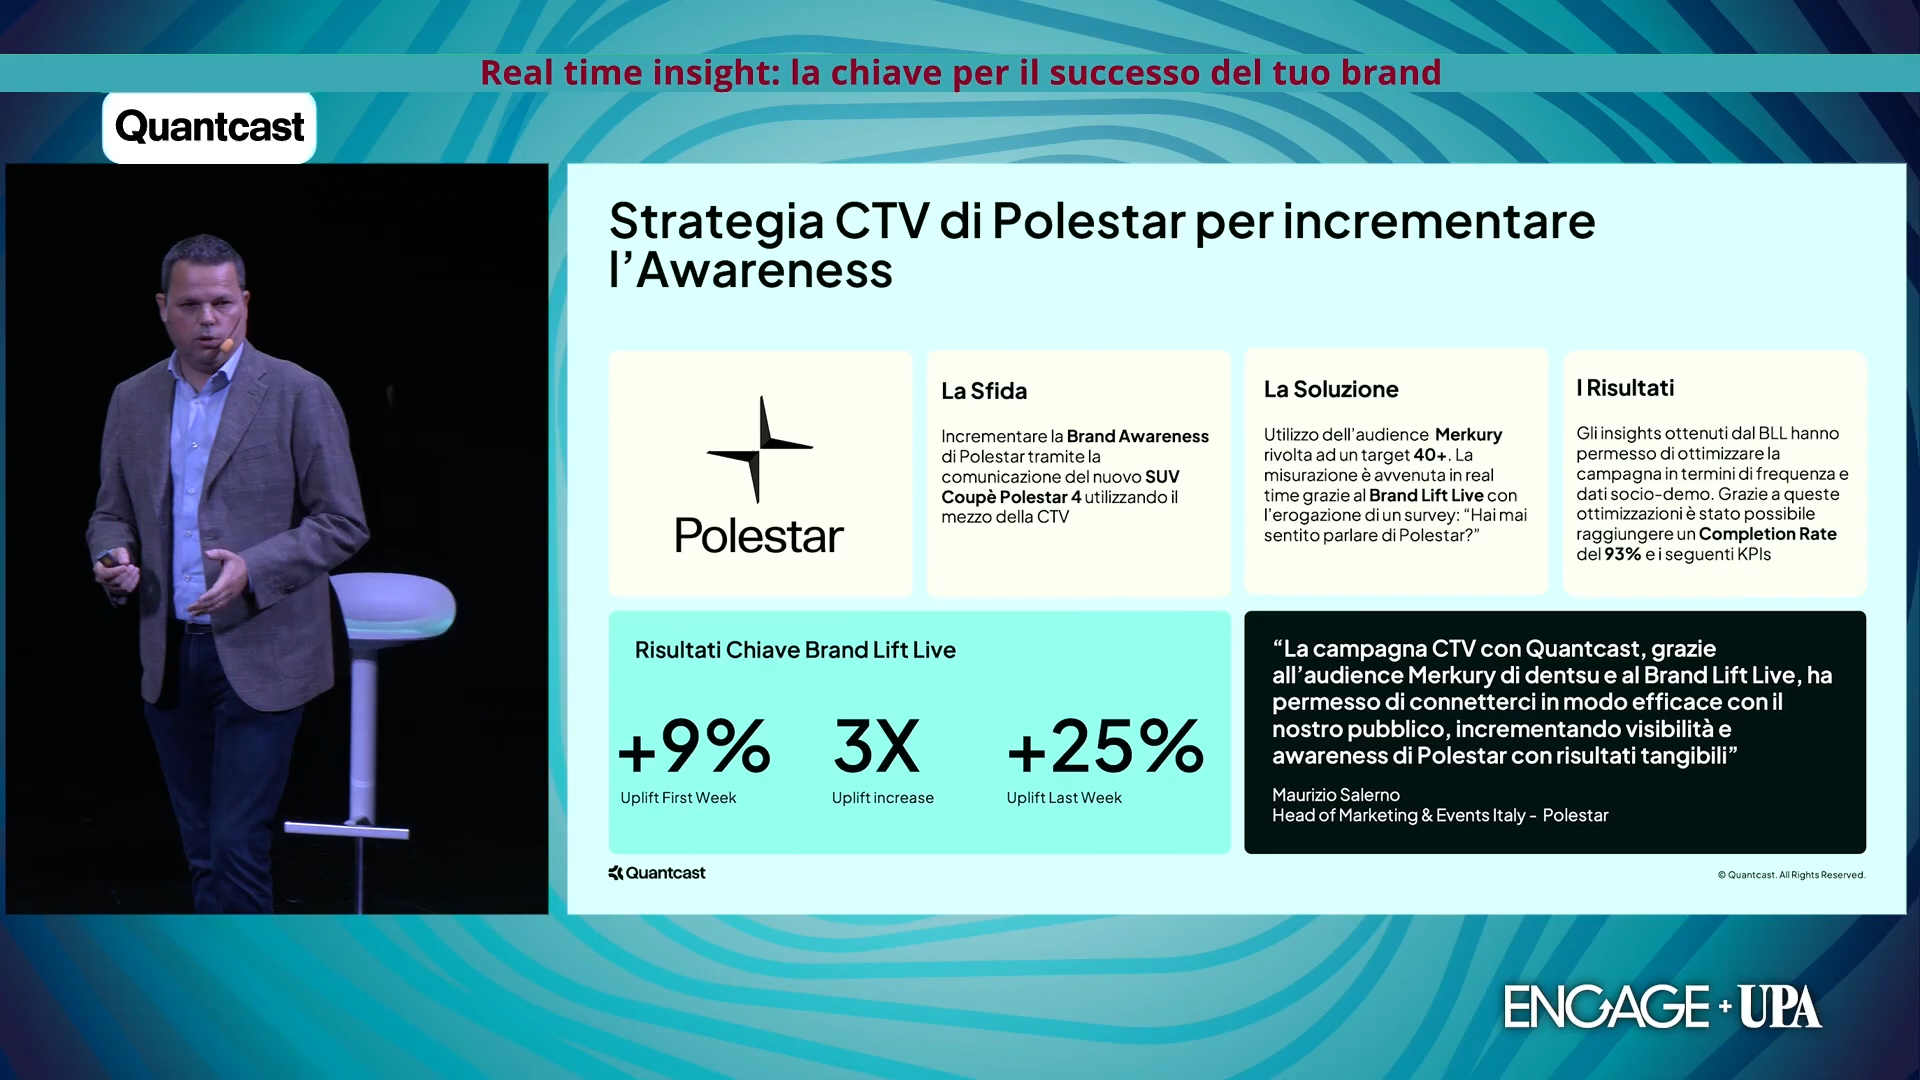 Real time insight: la chiave per il successo del tuo brand
Quantcast
Strategia CTV di Polestar per incrementare
l’Awareness
Polestar
La Sfida
Incrementare la Brand Awareness
di Polestar tramite la
comunicazione del nuovo SUV
Coupè Polestar 4 utilizzando il
mezzo della CTV
La Soluzione
Utilizzo dell’audience Merkury
rivolta ad un target 40+. La
misurazione è avvenuta in real
time grazie al Brand Lift Live con
l’erogazione di un survey: “Hai mai
sentito parlare di Polestar?”
I Risultati
Gli insights ottenuti dal BLL hanno
permesso di ottimizzare la
campagna in termini di frequenza e
dati socio-demo. Grazie a queste
ottimizzazioni è stato possibile
raggiungere un Completion Rate
del 93% e i seguenti KPIs
Risultati Chiave Brand Lift Live
+9%
Uplift First Week
3X
Uplift increase
+25%
Uplift Last Week
“La campagna CTV con Quantcast, grazie
all’audience Merkury di dentsu e al Brand Lift Live, ha
permesso di connetterci in modo efficace con il
nostro pubblico, incrementando visibilità e
awareness di Polestar con risultati tangibili”
Maurizio Salerno
Head of Marketing & Events Italy - Polestar
Quantcast
© Quantcast. All Rights Reserved.
ENGAGE + UPA